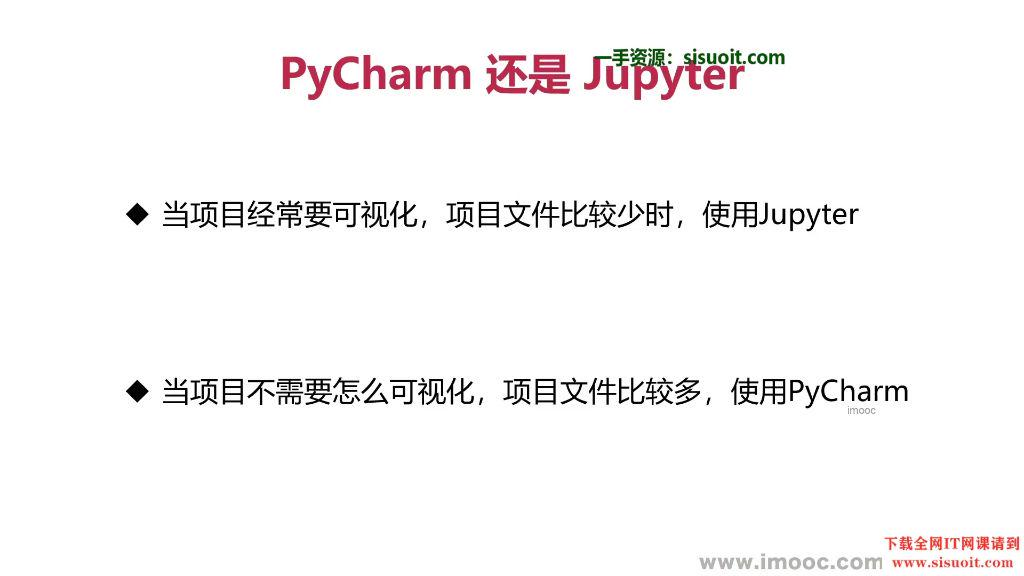 一手资源：sisuoit.com
PyCharm 还是 Jupyter
◆ 当项目经常要可视化，项目文件比较少时，使用Jupyter
◆ 当项目不需要怎么可视化，项目文件比较多，使用PyCharm
imooc
下载全网IT网课请到
www.imooc.com
www.sisuoit.com